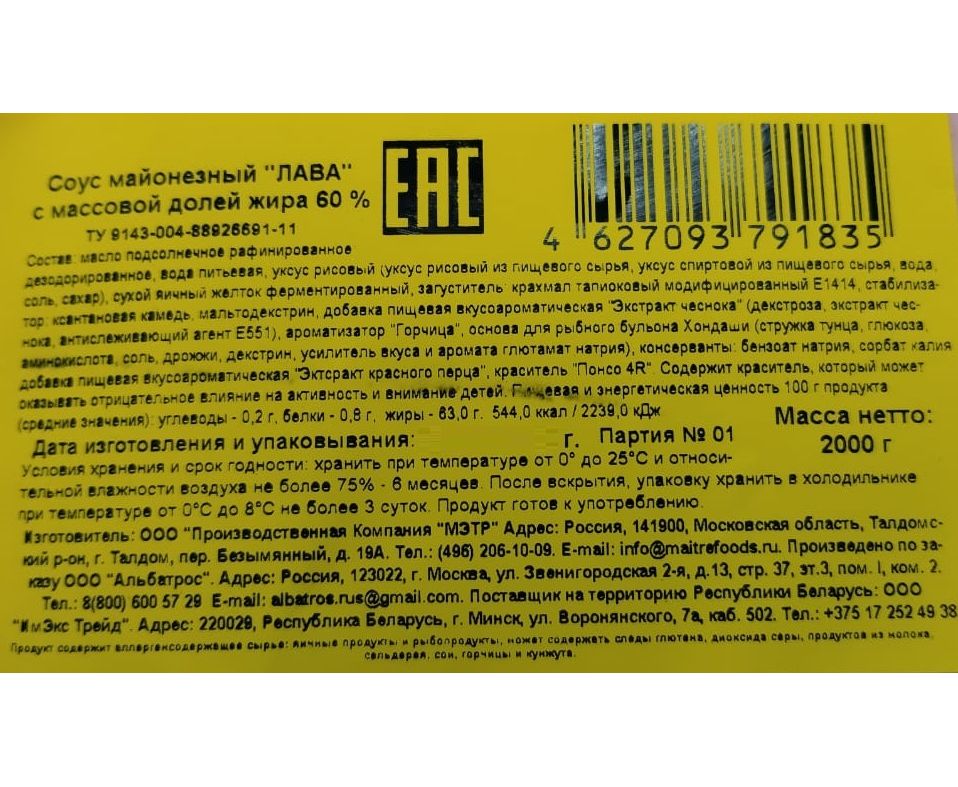 Соус майонезный "ЛАВА"
с массовой долей жира 60 %
ТУ 9143-004-88926691-11
EAC
4 627093 791835
Состав: масло подсолнечное рафинированное
дезодорированное, вода питьевая, уксус рисовый (уксус рисовый из пищевого сырья, уксус спиртовой из пищевого сырья, вода,
соль, сахар), сухой яичный желток ферментированный, загуститель: крахмал тапиоковый модифицированный Е1414, стабилиза-
тор: ксантановая камедь, мальтодекстрин, добавка пищевая вкусоароматическая "Экстракт чеснока" (декстроза, экстракт чес-
нока, антислеживающий агент Е551), ароматизатор "Горчица", основа для рыбного бульона Хондаши (стружка тунца, глюкоза,
аминокислота, соль, дрожжи, декстрин, усилитель вкуса и аромата глютамат натрия), консерванты: бензоат натрия, сорбат калия
добавка пищевая вкусоароматическая "Эктсракт красного перца", краситель "Понсо 4R". Содержит краситель, который может
оказывать отрицательное влияние на активность и внимание детей. Пищевая и энергетическая ценность 100 г продукта
(средние значения): углеводы - 0,2 г, белки - 0,8 г, жиры - 63,0 г. 544,0 ккал / 2239,0 кДж
Масса нетто:
2000 г
Дата изготовления и упаковывания: г. Партия № 01
Условия хранения и срок годности: хранить при температуре от 0° до 25°С и относи-
тельной влажности воздуха не более 75% - 6 месяцев. После вскрытия, упаковку хранить в холодильнике
при температуре от 0°С до 8°С не более 3 суток. Продукт готов к употреблению.
Изготовитель: ООО "Производственная Компания "МЭТР" Адрес: Россия, 141900, Московская область, Талдомс-
кий р-он, г. Талдом, пер. Безымянный, д. 19А. Тел.: (496) 206-10-09. E-mail: info@maitrefoods.ru. Произведено по за-
казу ООО "Альбатрос". Адрес: Россия, 123022, г. Москва, ул. Звенигородская 2-я, д.13, стр. 37, эт.3, пом. I, ком. 2.
Тел.: 8(800) 600 57 29 E-mail: albatros.rus@gmail.com. Поставщик на территорию Республики Беларусь: ООО
"ИмЭкс Трейд". Адрес: 220029, Республика Беларусь, г. Минск, ул. Воронянского, 7а, каб. 502. Тел.: +375 17 252 49 38
Продукт содержит аллергенсодержащее сырье: яичные продукты и рыбопродукты, может содержать следы глютена, диоксида серы, продуктов из молока,
сельдерея, сои, горчицы и кунжута.